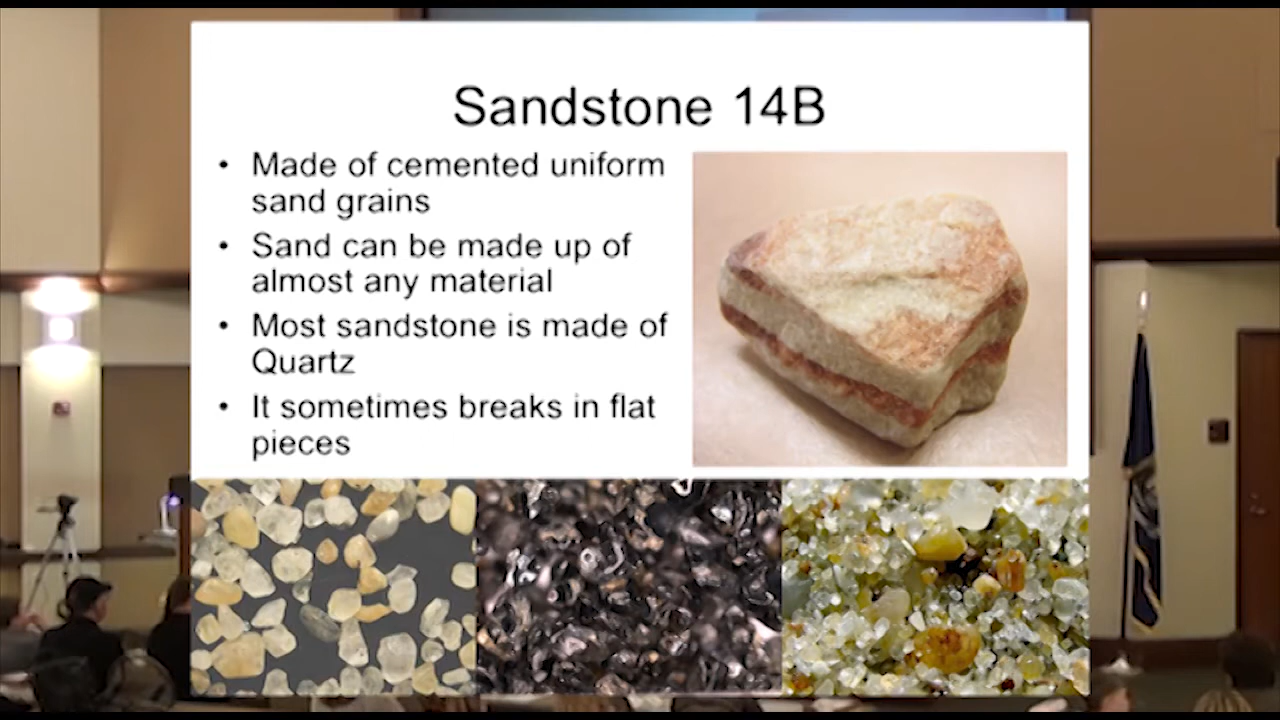 Sandstone 14B
• Made of cemented uniform
sand grains
• Sand can be made up of
almost any material
• Most sandstone is made of
Quartz
• It sometimes breaks in flat
pieces